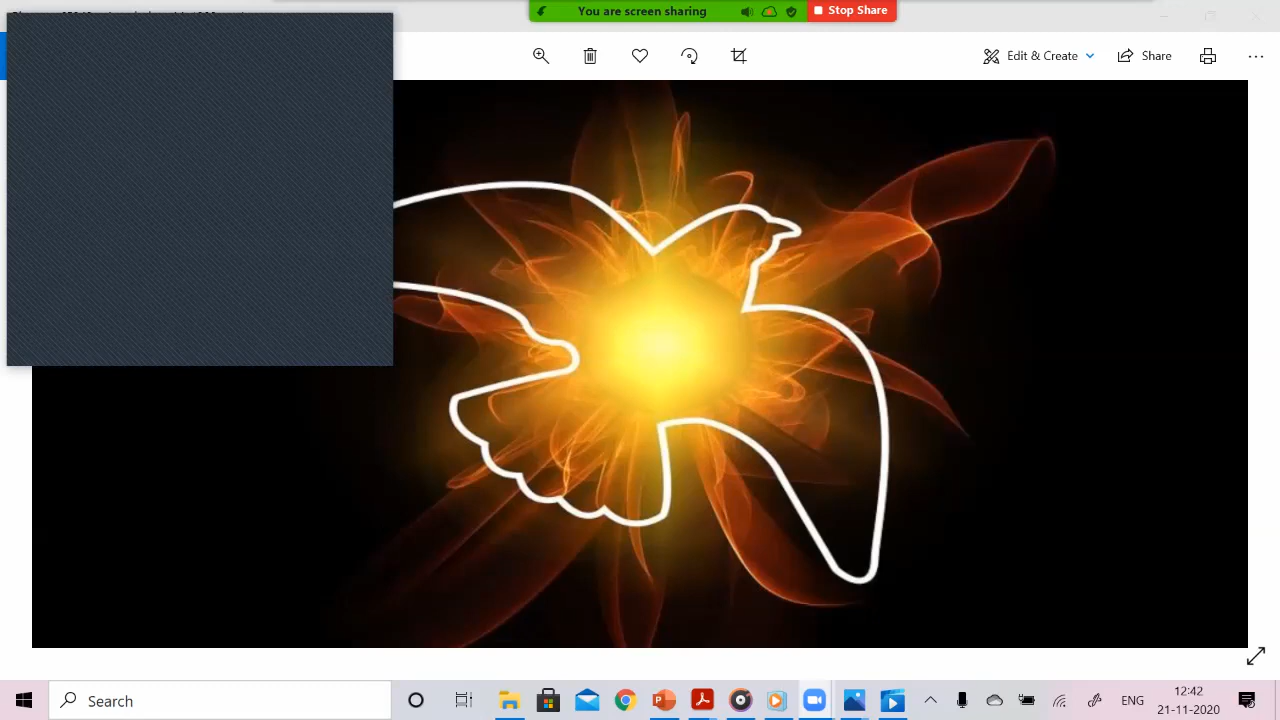 You are screen sharing
Stop Share
Edit & Create
Share
Search
ENG
12:42
21-11-2020